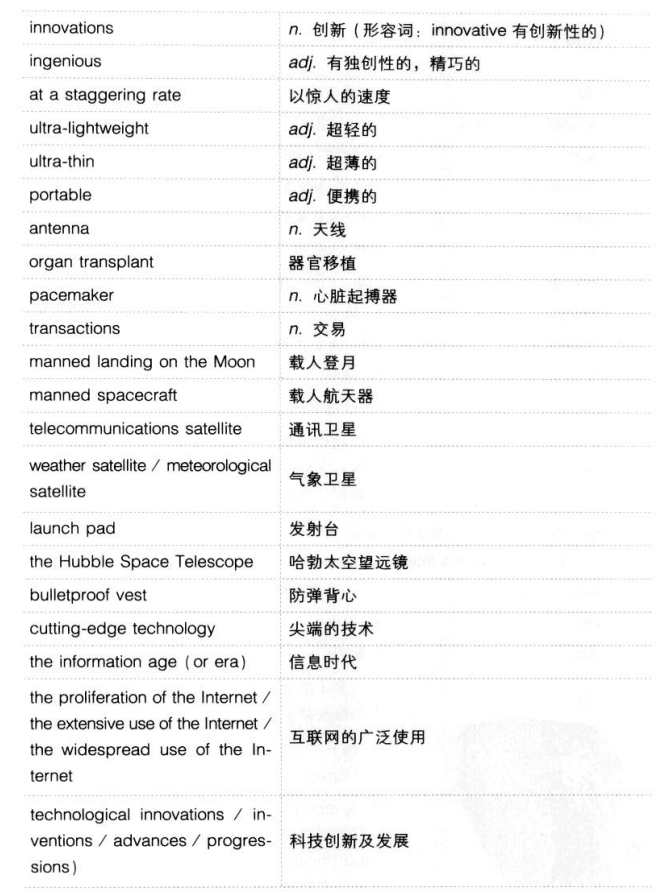 innovations n. 创新（形容词：innovative 有创新性的）
ingenious adj. 有独创性的，精巧的
at a staggering rate 以惊人的速度
ultra-lightweight adj. 超轻的
ultra-thin adj. 超薄的
portable adj. 便携的
antenna n. 天线
organ transplant 器官移植
pacemaker n. 心脏起搏器
transactions n. 交易
manned landing on the Moon 载人登月
manned spacecraft 载人航天器
telecommunications satellite 通讯卫星
weather satellite / meteorological
satellite
气象卫星
launch pad 发射台
the Hubble Space Telescope 哈勃太空望远镜
bulletproof vest 防弹背心
cutting-edge technology 尖端的技术
the information age (or era) 信息时代
the proliferation of the Internet /
the extensive use of the Internet /
the widespread use of the In-
ternet
互联网的广泛使用
technological innovations / in-
ventions / advances / progres-
sions)
科技创新及发展